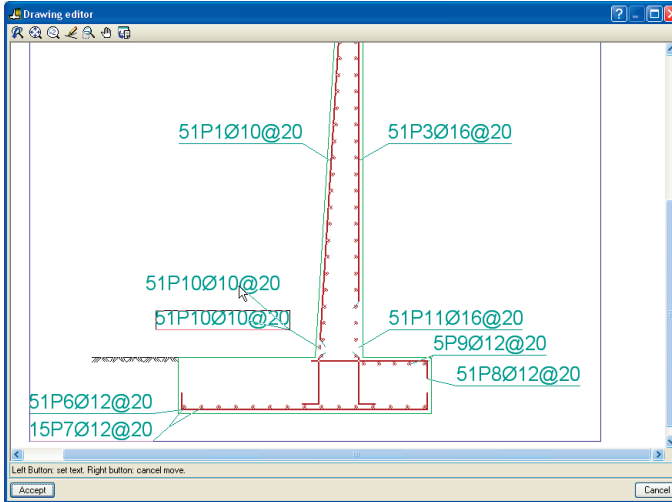 Drawing editor
51P1Ø10@20
51P3Ø16@20
51P10Ø10@20
51P10Ø10@20
51P11Ø16@20
5P9Ø12@20
51P8Ø12@20
51P6Ø12@20
15P7Ø12@20
Left Button: set text. Right button: cancel move.
Accept
Cancel